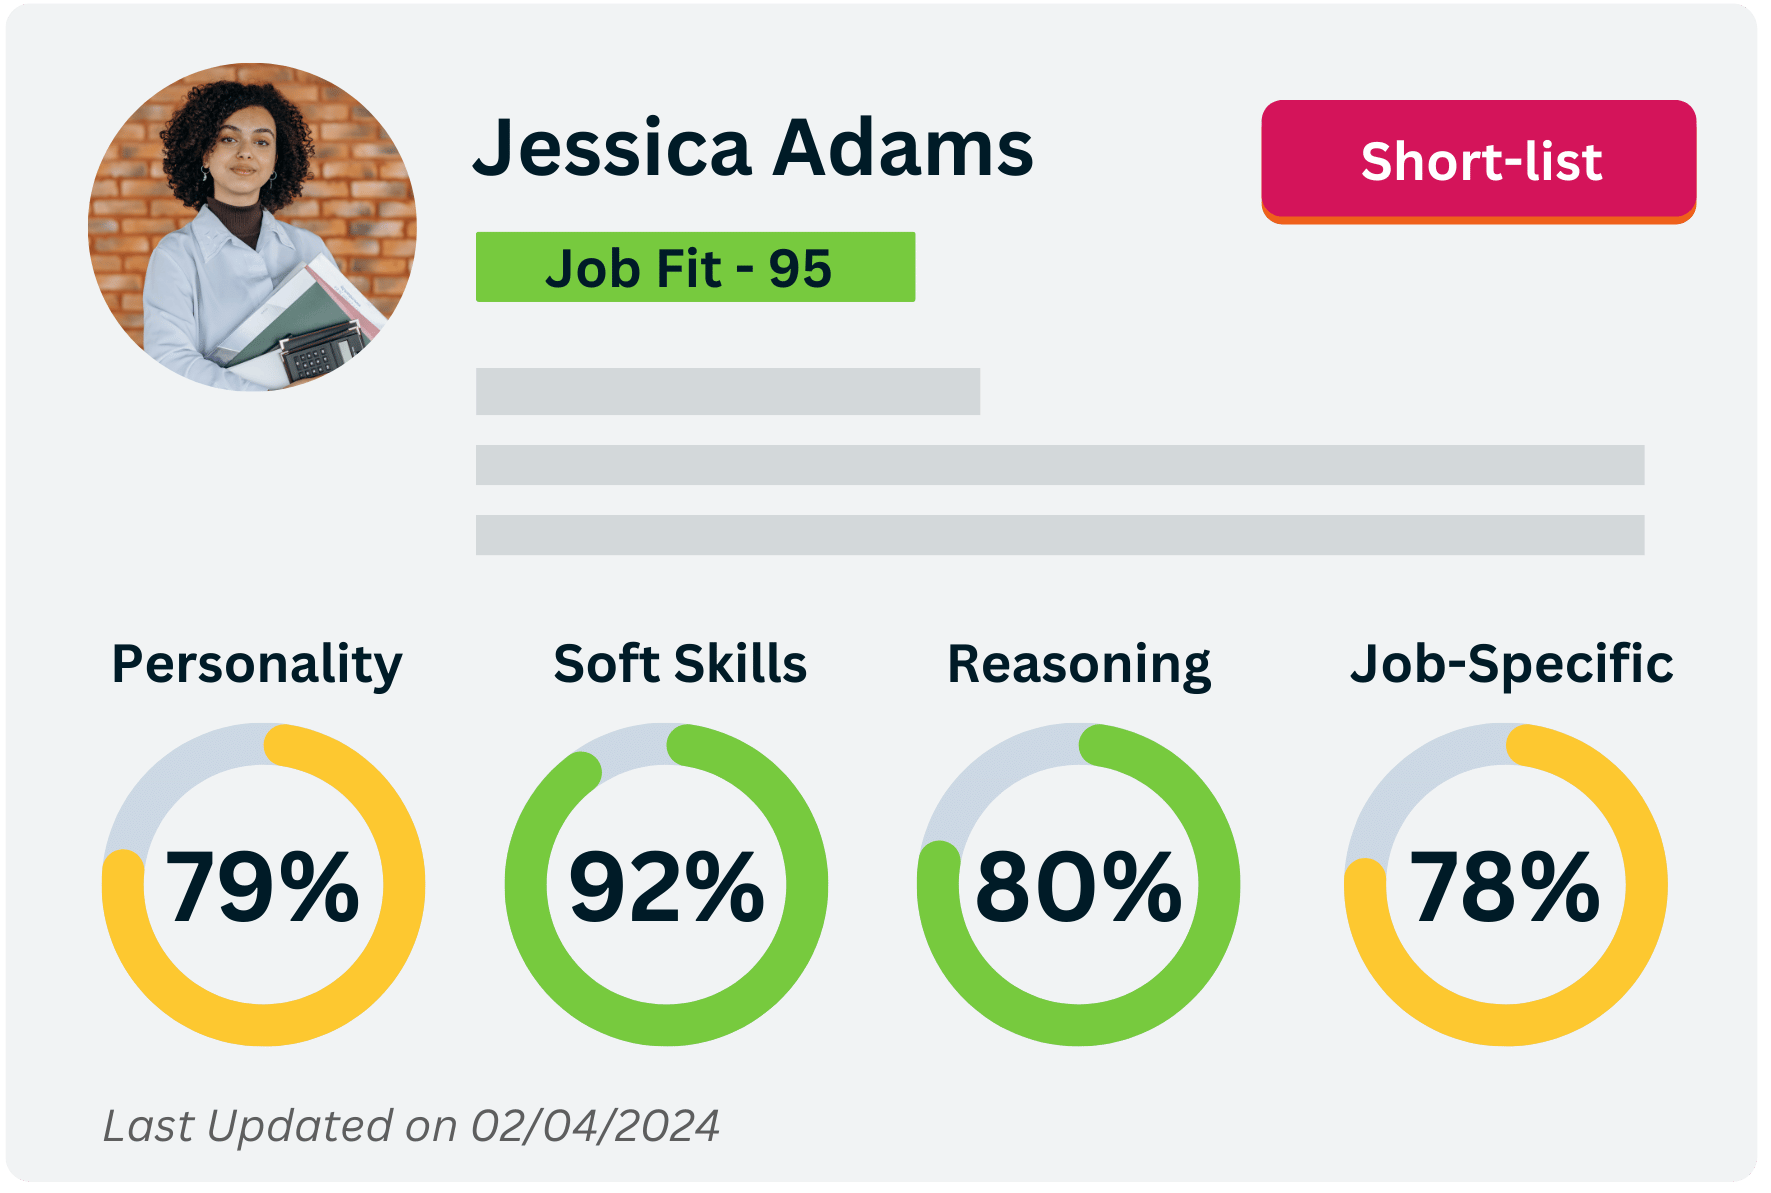 Jessica Adams
Short-list
Job Fit - 95
Personality
Soft Skills
Reasoning
Job-Specific
79%
92%
80%
78%
Last Updated on 02/04/2024